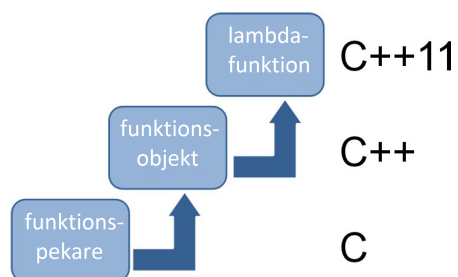 lambda-
funktion
C++11
funktions-
objekt
C++
funktions-
pekare
C